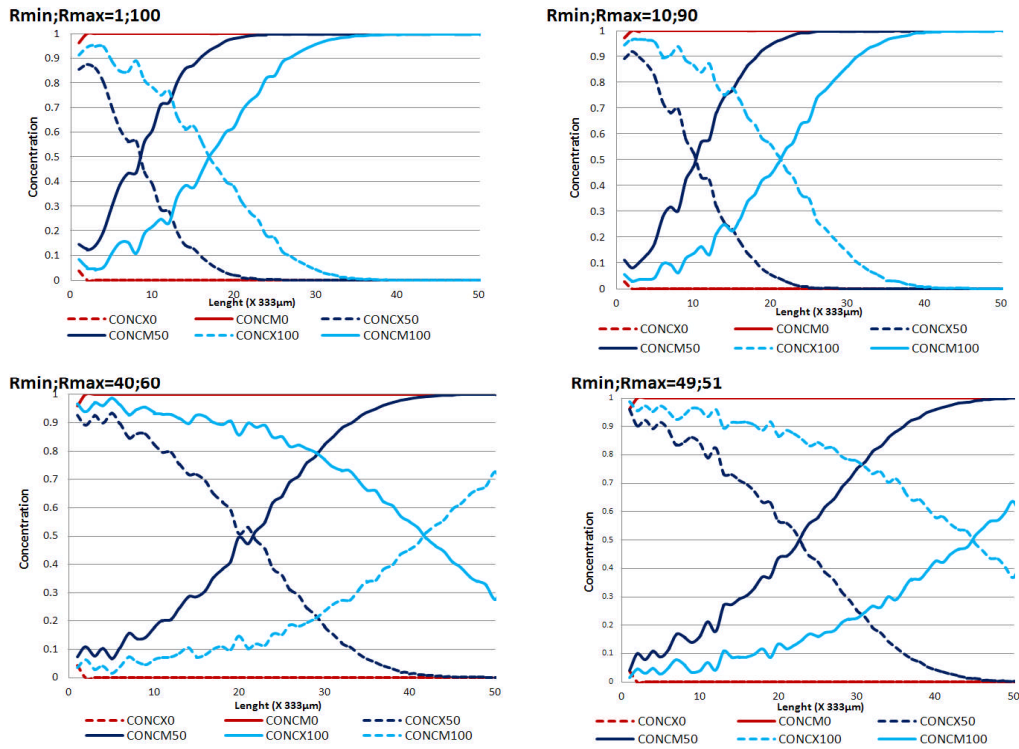 Rmin;Rmax=1;100
1
0.9
0.8
0.7
0.6
0.5
0.4
0.3
0.2
0.1
0
Concentration
0 10 20 30 40 50
Lenght (X 333µm)
CONCX0 CONCM0 CONCX50
CONCM50 CONCX100 CONCM100
Rmin;Rmax=10;90
1
0.9
0.8
0.7
0.6
0.5
0.4
0.3
0.2
0.1
0
Concentration
0 10 20 30 40 50
Lenght (X 333µm)
CONCX0 CONCM0 CONCX50
CONCM50 CONCX100 CONCM100
Rmin;Rmax=40;60
1
0.9
0.8
0.7
0.6
0.5
0.4
0.3
0.2
0.1
0
Concentration
0 10 20 30 40 50
Lenght (X 333µm)
CONCX0 CONCM0 CONCX50
CONCM50 CONCX100 CONCM100
Rmin;Rmax=49;51
1
0.9
0.8
0.7
0.6
0.5
0.4
0.3
0.2
0.1
0
Concentration
0 10 20 30 40 50
Lenght (X 333µm)
CONCX0 CONCM0 CONCX50
CONCM50 CONCX100 CONCM100